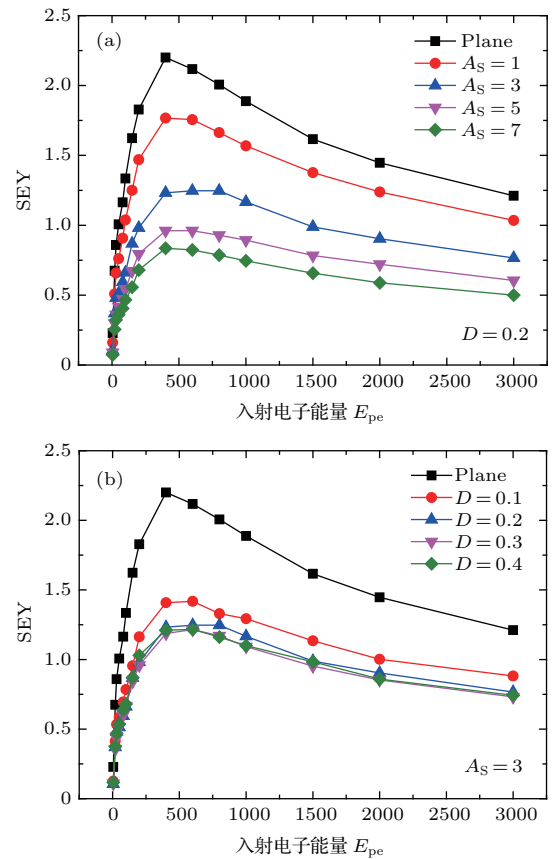 (a)
Plane
A_S = 1
A_S = 3
A_S = 5
A_S = 7
2.5
2.0
1.5
1.0
0.5
0
SEY
D = 0.2
0 500 1000 1500 2000 2500 3000
入射电子能量 E_pe
(b)
Plane
D = 0.1
D = 0.2
D = 0.3
D = 0.4
2.5
2.0
1.5
1.0
0.5
0
SEY
A_S = 3
0 500 1000 1500 2000 2500 3000
入射电子能量 E_pe